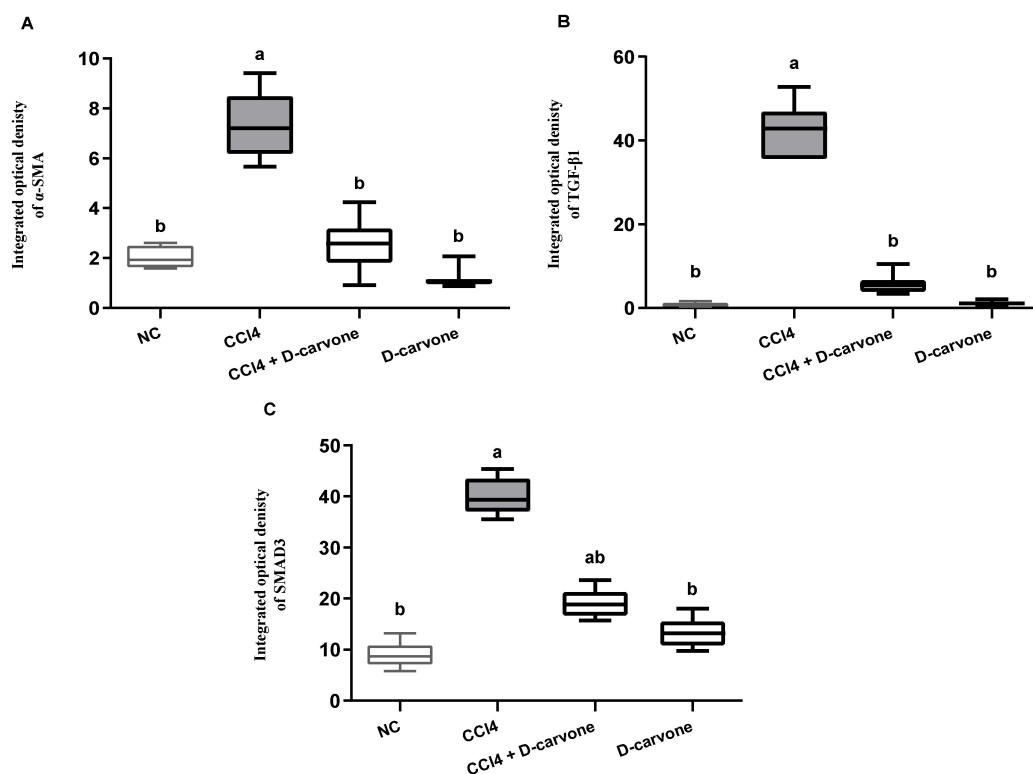 A
Integrated optical denisty
of α-SMA
10
8
6
4
2
0
b
a
b
b
NC
CCl4
CCl4 + D-carvone
D-carvone
B
Integrated optical denisty
of TGF-β1
60
40
20
0
b
a
b
b
NC
CCl4
CCl4 + D-carvone
D-carvone
C
Integrated optical denisty
of SMAD3
50
40
30
20
10
0
b
a
ab
b
NC
CCl4
CCl4 + D-carvone
D-carvone